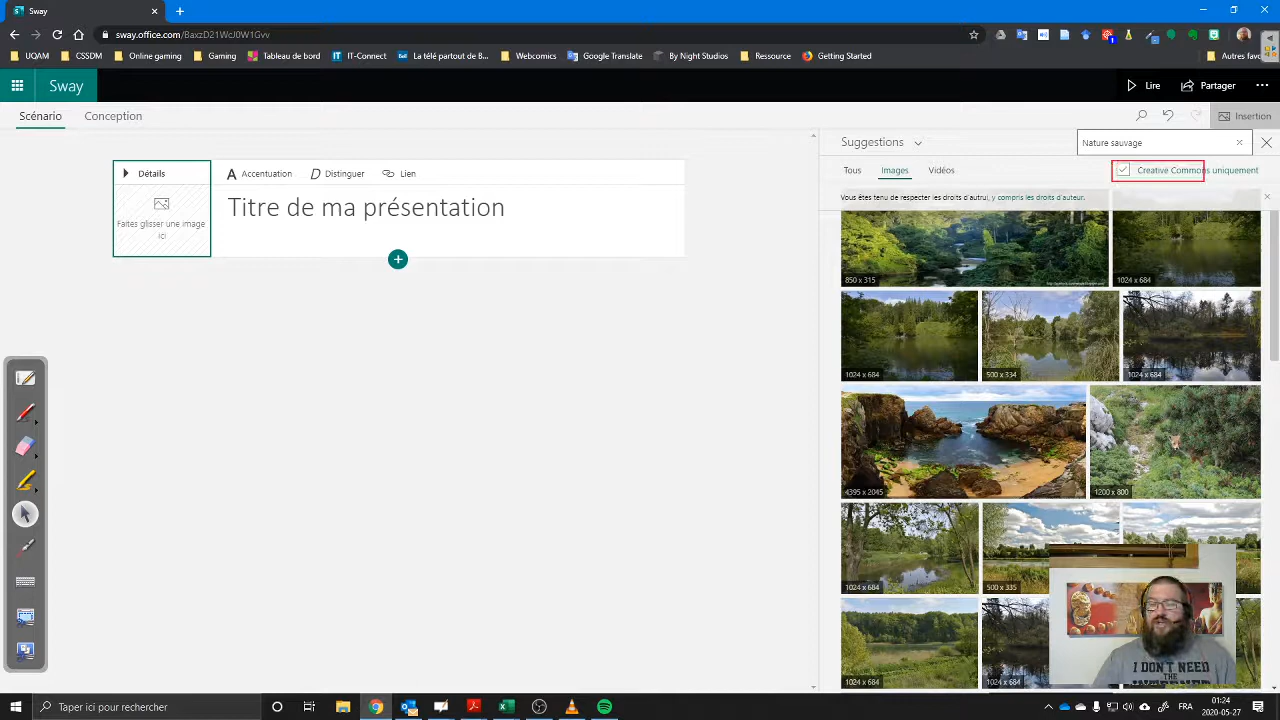 Sway
sway.office.com/BaxzD21WcJ0W1Gvv
UQAM
CSSDM
Online gaming
Gaming
Tableau de bord
IT-Connect
La télé partout de B...
Webcomics
Google Translate
By Night Studios
Ressource
Getting Started
Autres favo
Sway
Lire
Partager
Scénario
Conception
Insertion
Suggestions
Nature sauvage
Détails
Accentuation
Distinguer
Lien
Tous
Images
Vidéos
Creative Commons uniquement
Vous êtes tenu de respecter les droits d'autrui, y compris les droits d'auteur.
Titre de ma présentation
Faites glisser une image
ici
850 x 315
1024 x 684
1024 x 684
500 x 334
1024 x 684
4395 x 2045
1200 x 800
1024 x 684
500 x 335
1024 x 684
1024 x 684
I DON'T NEED
THE
Taper ici pour rechercher
FRA
01:24
2020-05-27